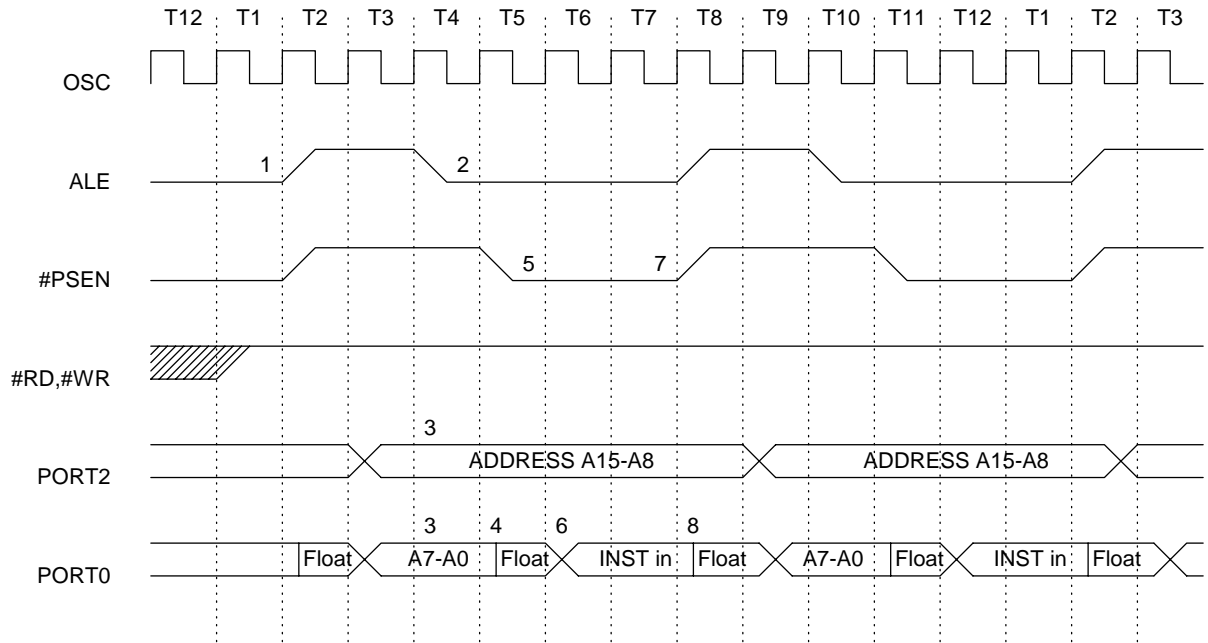 T12 T1 T2 T3 T4 T5 T6 T7 T8 T9 T10 T11 T12 T1 T2 T3
OSC
1 2
ALE
5 7
#PSEN
#RD,#WR
3
ADDRESS A15-A8 ADDRESS A15-A8
PORT2
3 4 6 8
Float A7-A0 Float INST in Float A7-A0 Float INST in Float
PORT0